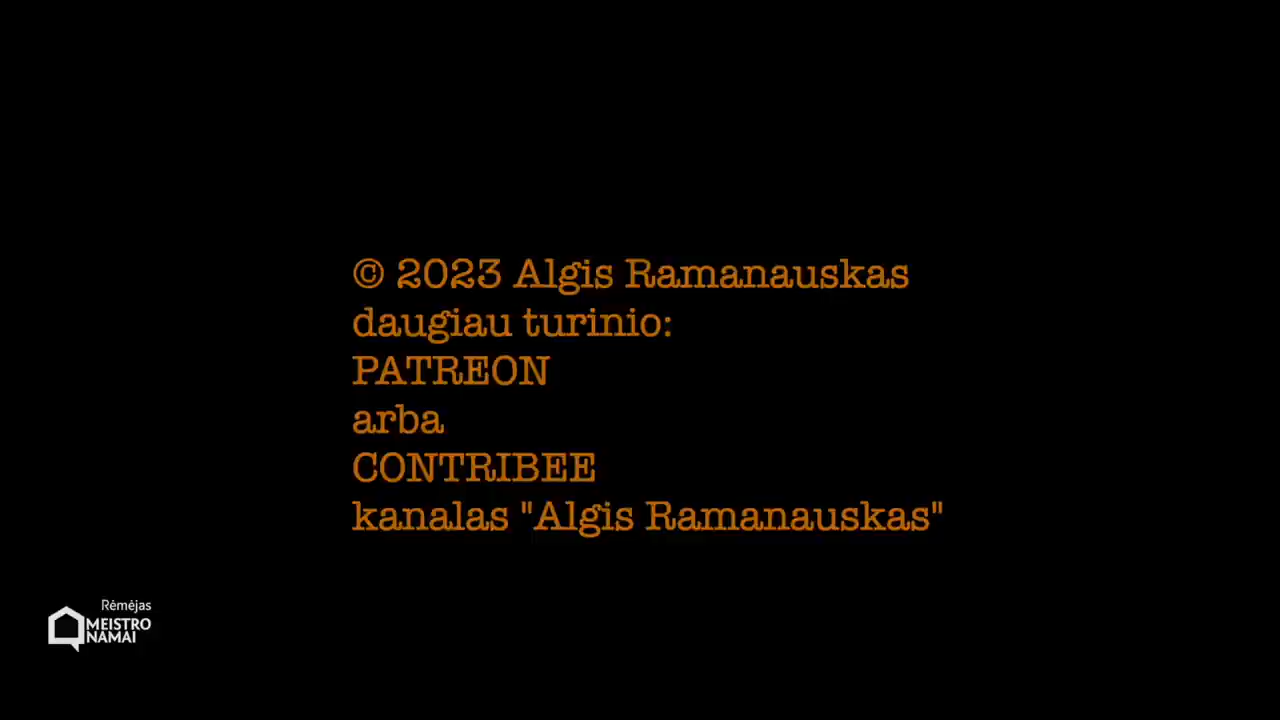 © 2023 Algis Ramanauskas
daugiau turinio:
PATREON
arba
CONTRIBEE
kanalas "Algis Ramanauskas"
Rėmėjas
MEISTRO
NAMAI